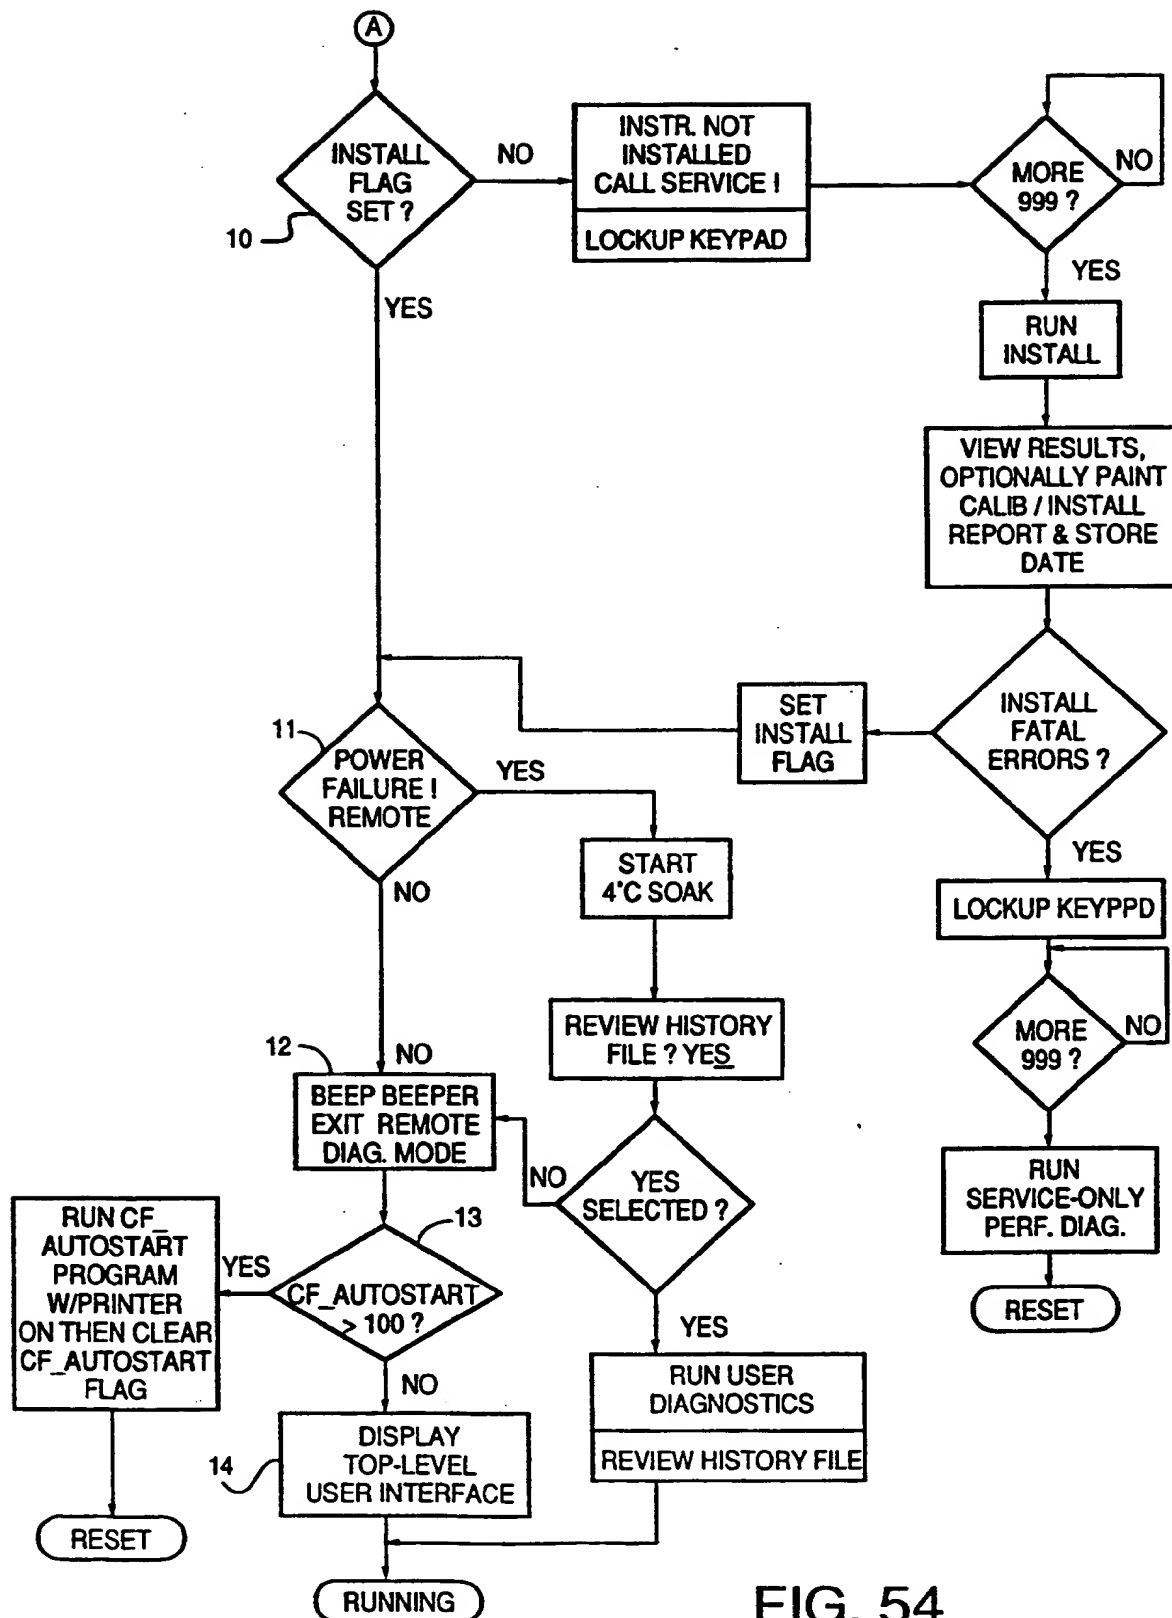 A
INSTALL
FLAG
SET ?
10
NO
YES
INSTR. NOT
INSTALLED
CALL SERVICE !
LOCKUP KEYPAD
MORE
999 ?
NO
YES
RUN
INSTALL
VIEW RESULTS,
OPTIONALLY PAINT
CALIB / INSTALL
REPORT & STORE
DATE
INSTALL
FATAL
ERRORS ?
SET
INSTALL
FLAG
YES
LOCKUP KEYPPD
MORE
999 ?
NO
RUN
SERVICE-ONLY
PERF. DIAG.
RESET
11
POWER
FAILURE !
REMOTE
YES
NO
START
4°C SOAK
REVIEW HISTORY
FILE ? YES
YES
SELECTED ?
NO
YES
RUN USER
DIAGNOSTICS
REVIEW HISTORY FILE
12
NO
BEEP BEEPER
EXIT REMOTE
DIAG. MODE
13
CF_AUTOSTART
> 100 ?
YES
NO
RUN CF_
AUTOSTART
PROGRAM
W/PRINTER
ON THEN CLEAR
CF_AUTOSTART
FLAG
RESET
14
DISPLAY
TOP-LEVEL
USER INTERFACE
RUNNING
FIG. 54